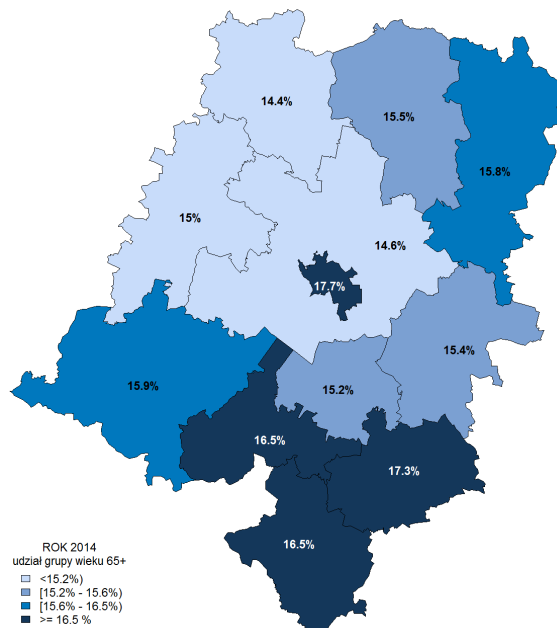 14.4%
15.5%
15.8%
15%
14.6%
17.7%
15.4%
15.9%
15.2%
16.5%
17.3%
16.5%
ROK 2014
udział grupy wieku 65+
<15.2%)
[15.2% - 15.6%)
[15.6% - 16.5%)
>= 16.5 %